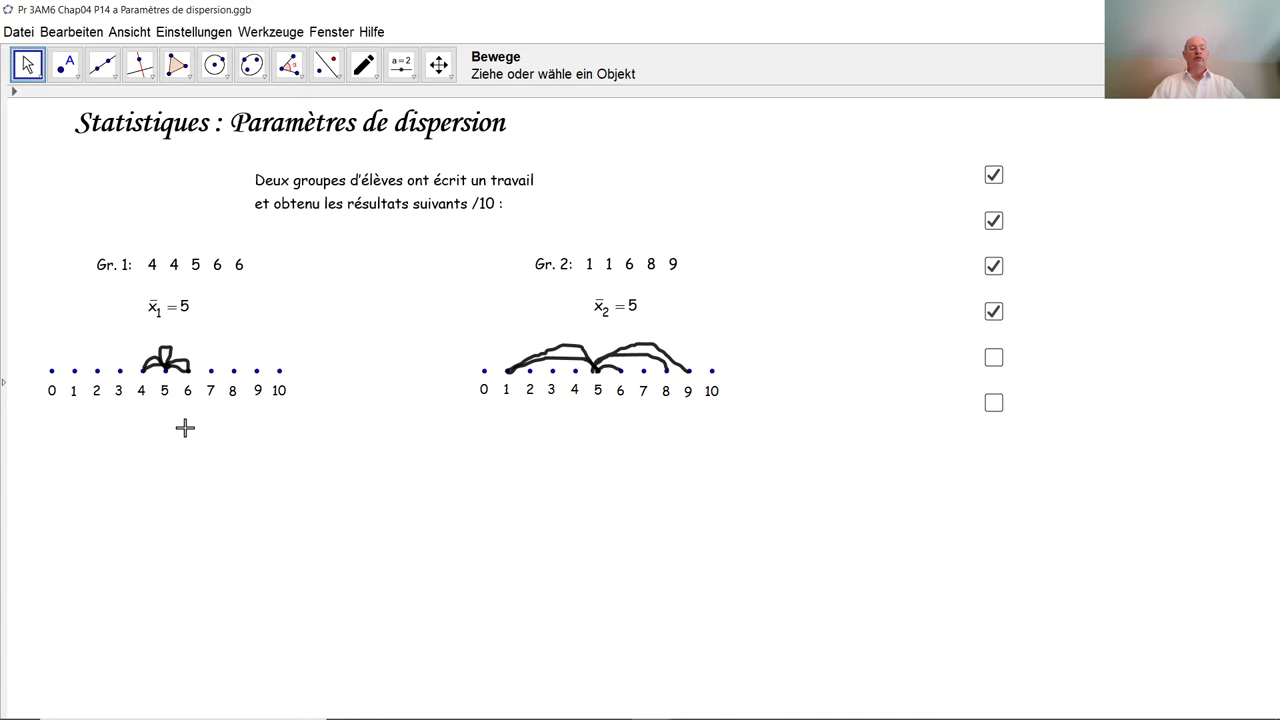 Pr 3AM6 Chap04 P14 a Paramètres de dispersion.ggb
Datei Bearbeiten Ansicht Einstellungen Werkzeuge Fenster Hilfe
A
α
a=2
Bewege
Ziehe oder wähle ein Objekt
Statistiques : Paramètres de dispersion
Deux groupes d'élèves ont écrit un travail
et obtenu les résultats suivants /10 :
Gr. 1: 4 4 5 6 6
x̄₁ = 5
0 1 2 3 4 5 6 7 8 9 10
Gr. 2: 1 1 6 8 9
x̄₂ = 5
0 1 2 3 4 5 6 7 8 9 10